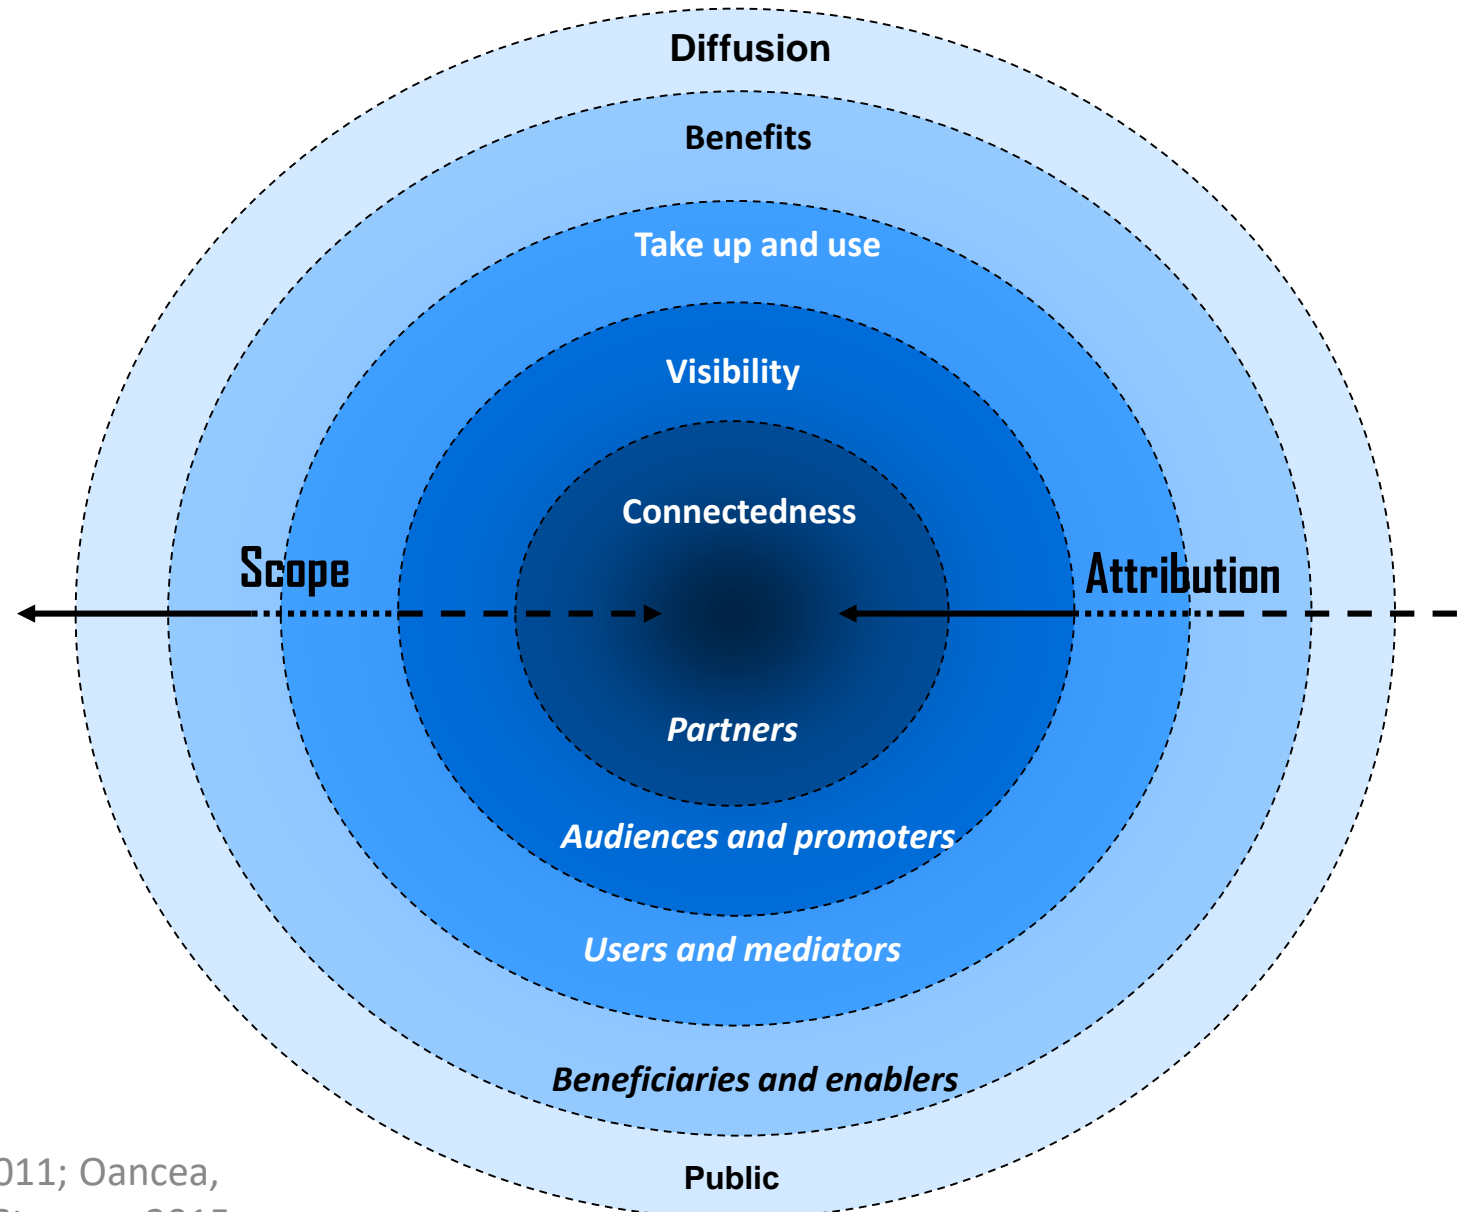 Diffusion
Benefits
Take up and use
Visibility
Connectedness
Scope
Attribution
Partners
Audiences and promoters
Users and mediators
Beneficiaries and enablers
Public
011; Oancea,
2015